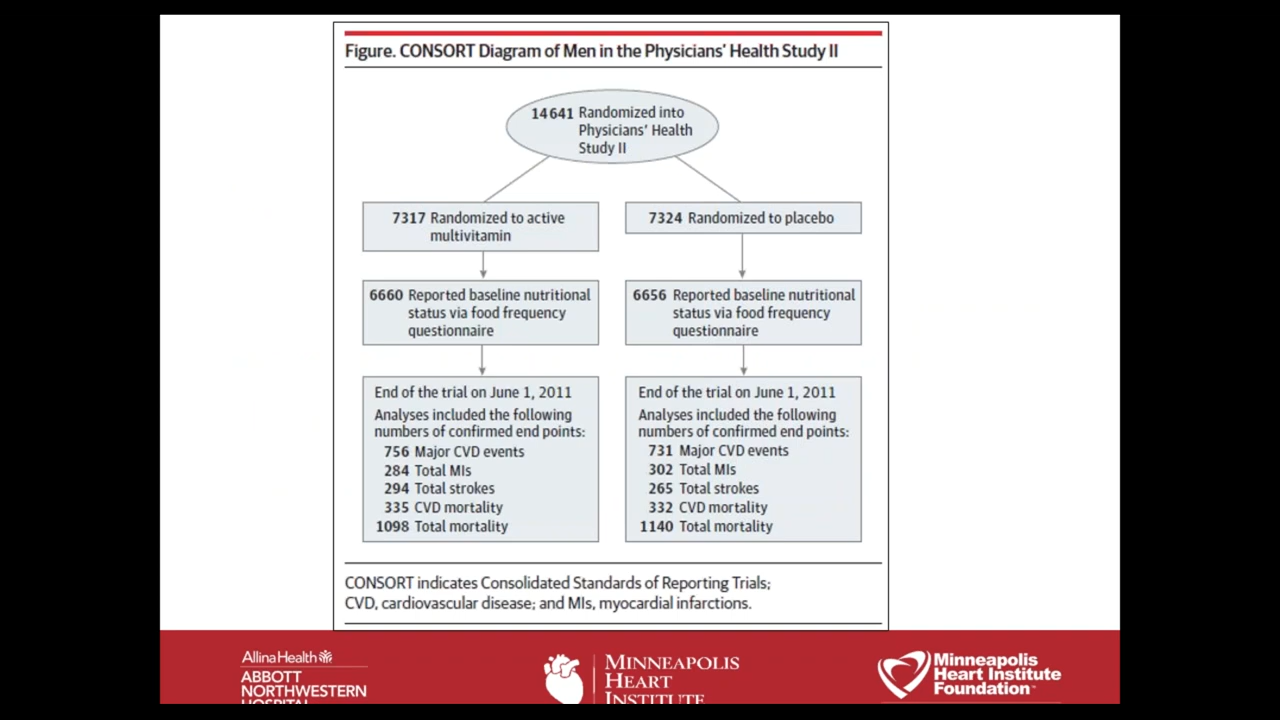 Figure. CONSORT Diagram of Men in the Physicians' Health Study II
14641 Randomized into
Physicians' Health
Study II
7317 Randomized to active
multivitamin
7324 Randomized to placebo
6660 Reported baseline nutritional
status via food frequency
questionnaire
6656 Reported baseline nutritional
status via food frequency
questionnaire
End of the trial on June 1, 2011
Analyses included the following
numbers of confirmed end points:
756 Major CVD events
284 Total MIs
294 Total strokes
335 CVD mortality
1098 Total mortality
End of the trial on June 1, 2011
Analyses included the following
numbers of confirmed end points:
731 Major CVD events
302 Total MIs
265 Total strokes
332 CVD mortality
1140 Total mortality
CONSORT indicates Consolidated Standards of Reporting Trials;
CVD, cardiovascular disease; and MIs, myocardial infarctions.
Allina Health
ABBOTT
NORTHWESTERN
HOSPITAL
MINNEAPOLIS
HEART
INSTITUTE
Minneapolis
Heart Institute
Foundation